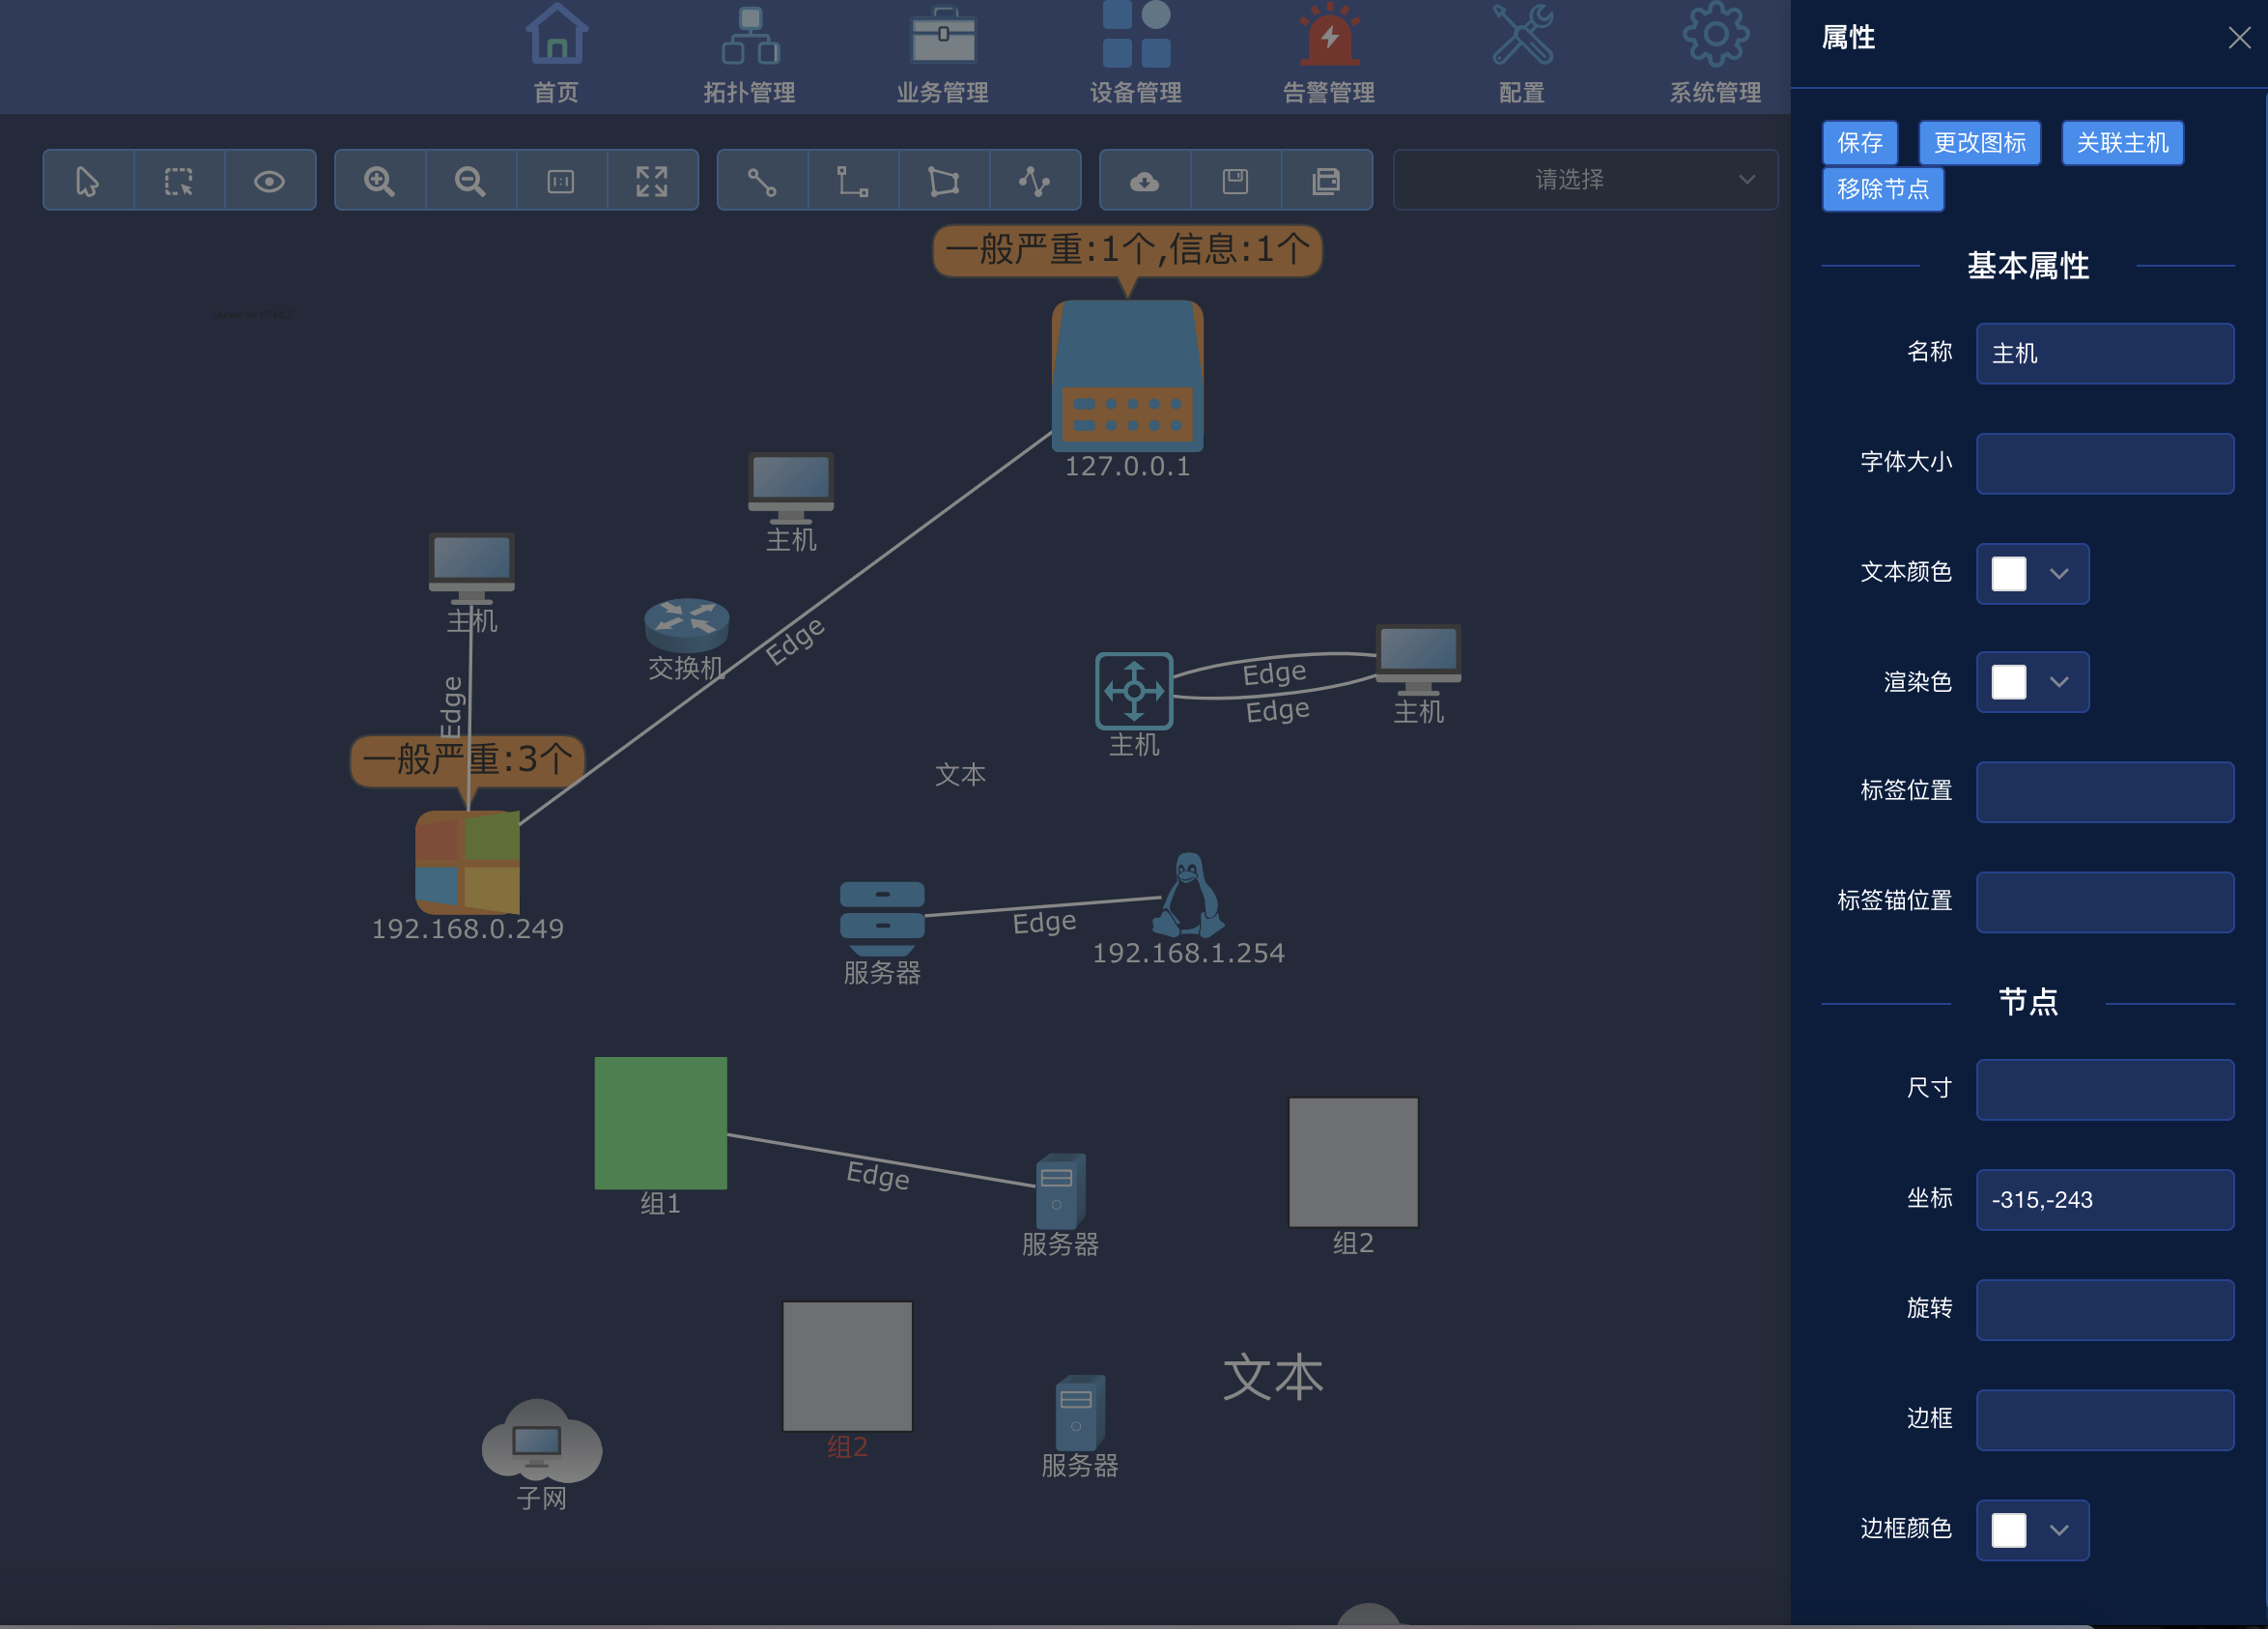 首页
拓扑管理
业务管理
设备管理
告警管理
配置
系统管理
1:1
请选择
一般严重:1个,信息:1个
127.0.0.1
主机
主机
交换机
Edge
Edge
Edge
Edge
主机
主机
文本
一般严重:3个
192.168.0.249
Edge
服务器
192.168.1.254
组1
Edge
服务器
组2
组2
文本
服务器
子网
属性
保存 更改图标 关联主机
移除节点
基本属性
名称 主机
字体大小
文本颜色
渲染色
标签位置
标签锚位置
节点
尺寸
坐标 -315,-243
旋转
边框
边框颜色